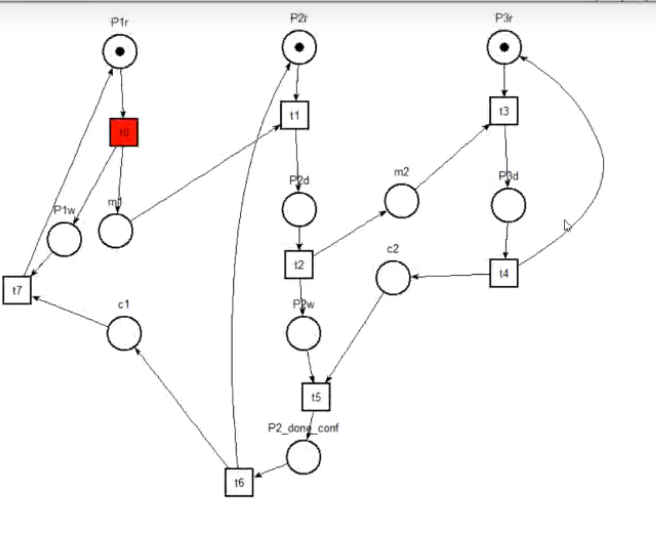 P1r
P2r
P3r
t0
t1
t3
m2
P2d
P3d
P1w
m1
c2
t2
t4
t7
c1
P2w
t5
P2_done_conf
t6